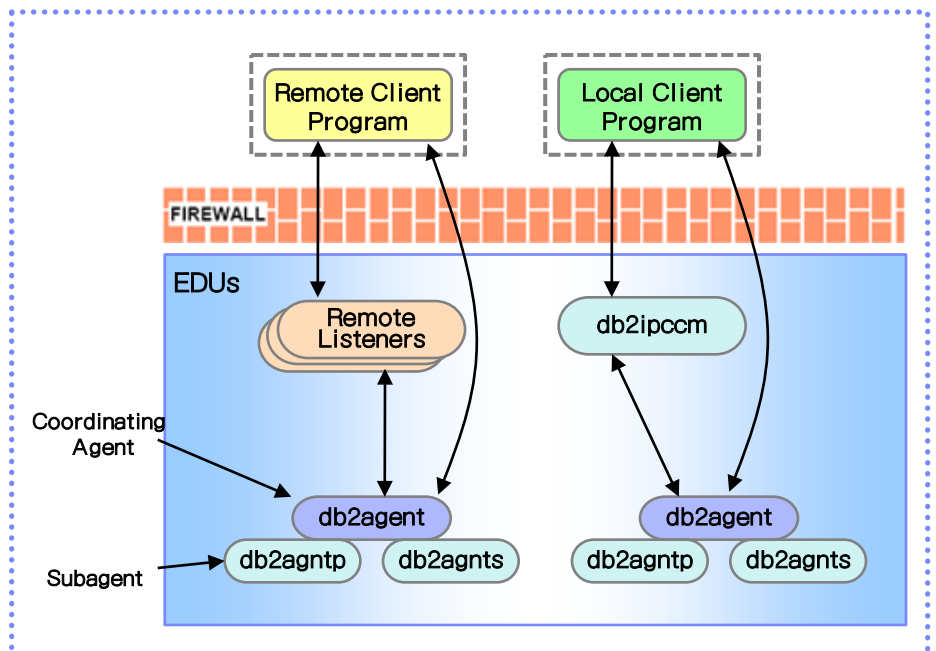 Remote Client
Program
Local Client
Program
FIREWALL
EDUs
Remote
Listeners
db2ipccm
Coordinating
Agent
db2agent
db2agent
db2agntp
db2agnts
db2agntp
db2agnts
Subagent